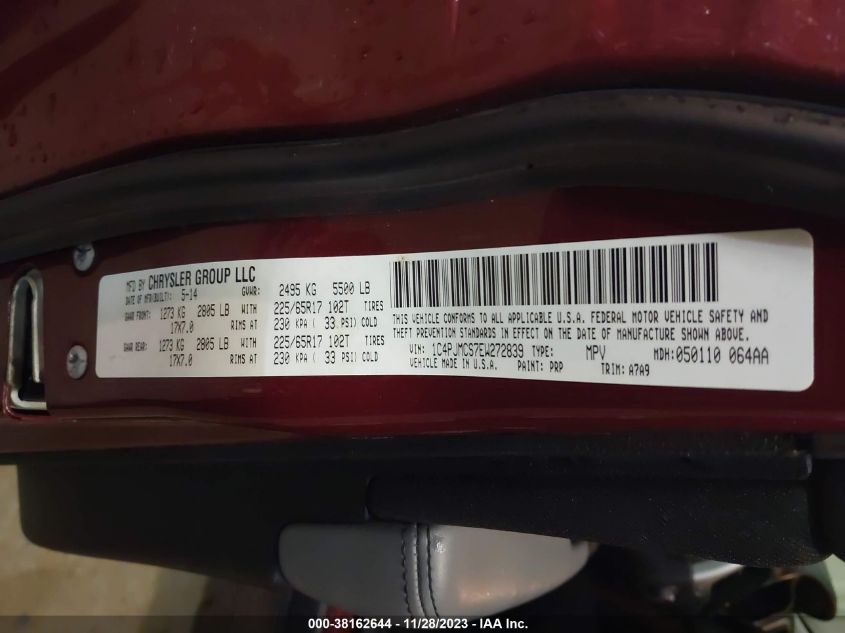 MFD BY CHRYSLER GROUP LLC
DATE OF MFR(BUILT): 5-14 GVWR: 2495 KG 5500 LB
GAWR FRONT: 1273 KG 2805 LB WITH 225/65R17 102T TIRES
17X7.0 RIMS AT 230 KPA ( 33 PSI) COLD
GAWR REAR: 1273 KG 2805 LB WITH 225/65R17 102T TIRES
17X7.0 RIMS AT 230 KPA ( 33 PSI) COLD
THIS VEHICLE CONFORMS TO ALL APPLICABLE U.S.A. FEDERAL MOTOR VEHICLE SAFETY AND
THEFT PREVENTION STANDARDS IN EFFECT ON THE DATE OF MANUFACTURE SHOWN ABOVE.
VIN: 1C4PJMCS7EW272839 TYPE: MPV MDH:050110 064AA
VEHICLE MADE IN U.S.A. PAINT: PRP TRIM: A7A9
000-38162644 - 11/28/2023 - IAA Inc.